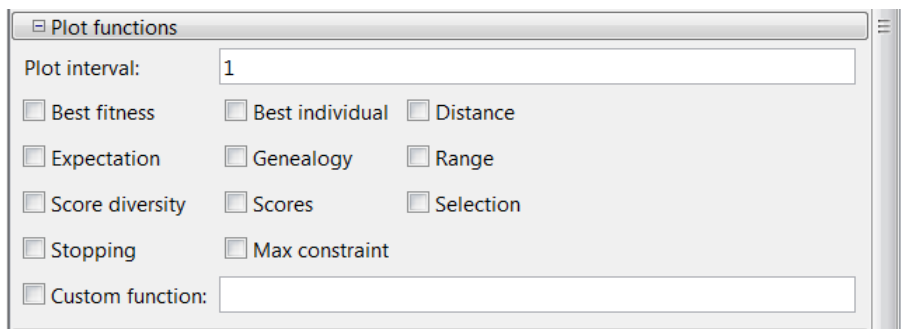 Plot functions
Plot interval: 1
Best fitness Best individual Distance
Expectation Genealogy Range
Score diversity Scores Selection
Stopping Max constraint
Custom function: